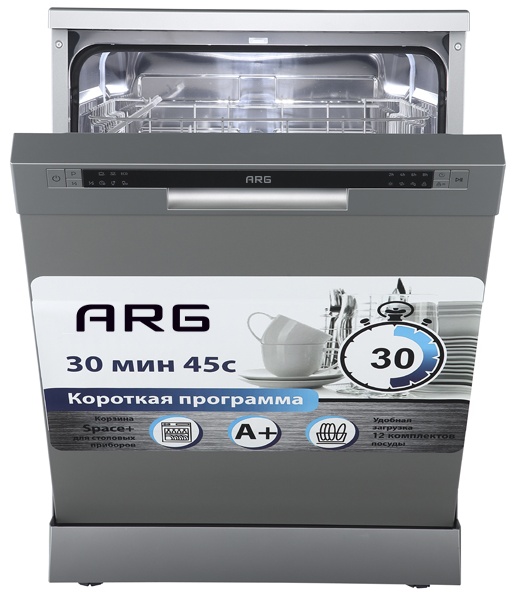 ARG
ARG
30 мин 45с
30
Короткая программа
Корзина
Space+
для столовых
приборов
A+
Удобная
загрузка
12 комплектов
посуды